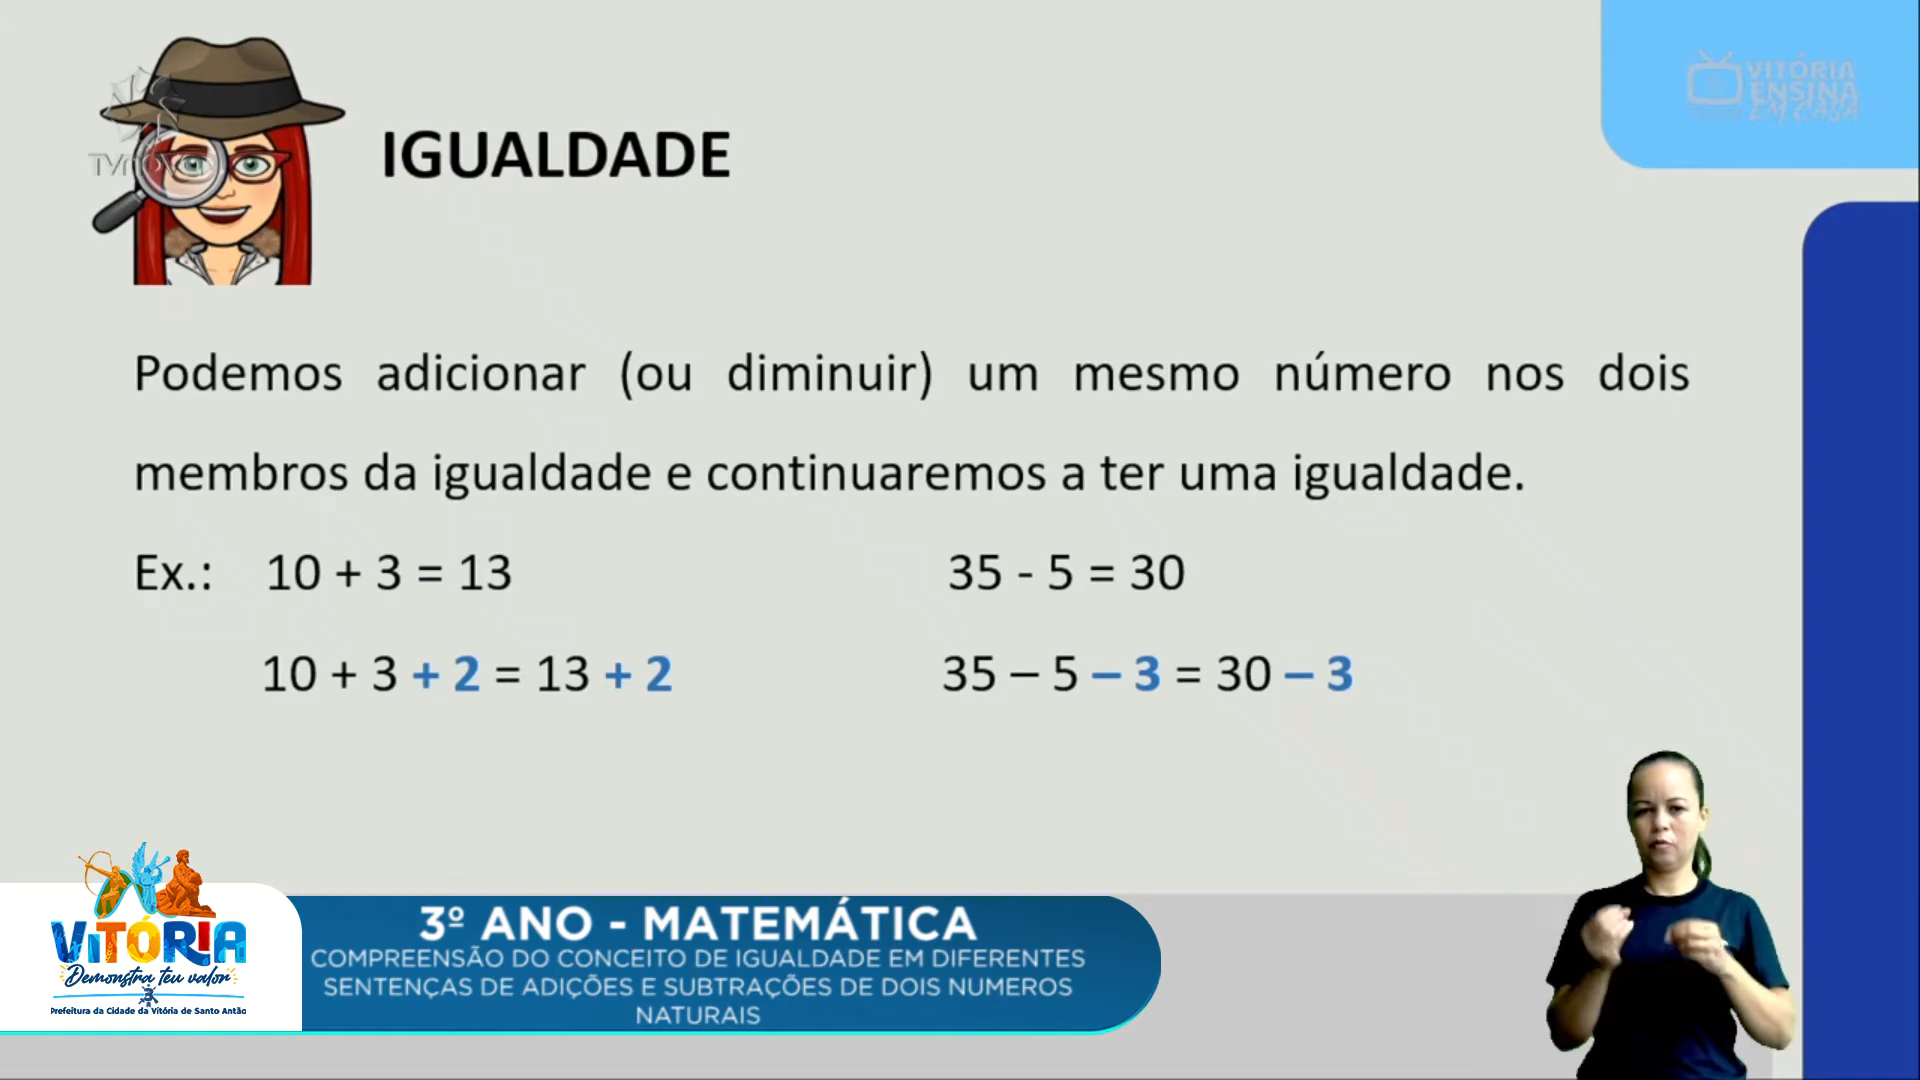 IGUALDADE
VITÓRIA
ENSINA
EM CASA
Podemos adicionar (ou diminuir) um mesmo número nos dois
membros da igualdade e continuaremos a ter uma igualdade.
Ex.: 10 + 3 = 13 35 - 5 = 30
10 + 3 + 2 = 13 + 2 35 – 5 – 3 = 30 – 3
VITÓRIA
Demonstra teu valor
Prefeitura da Cidade da Vitória de Santo Antão
3º ANO - MATEMÁTICA
COMPREENSÃO DO CONCEITO DE IGUALDADE EM DIFERENTES
SENTENÇAS DE ADIÇÕES E SUBTRAÇÕES DE DOIS NUMEROS
NATURAIS